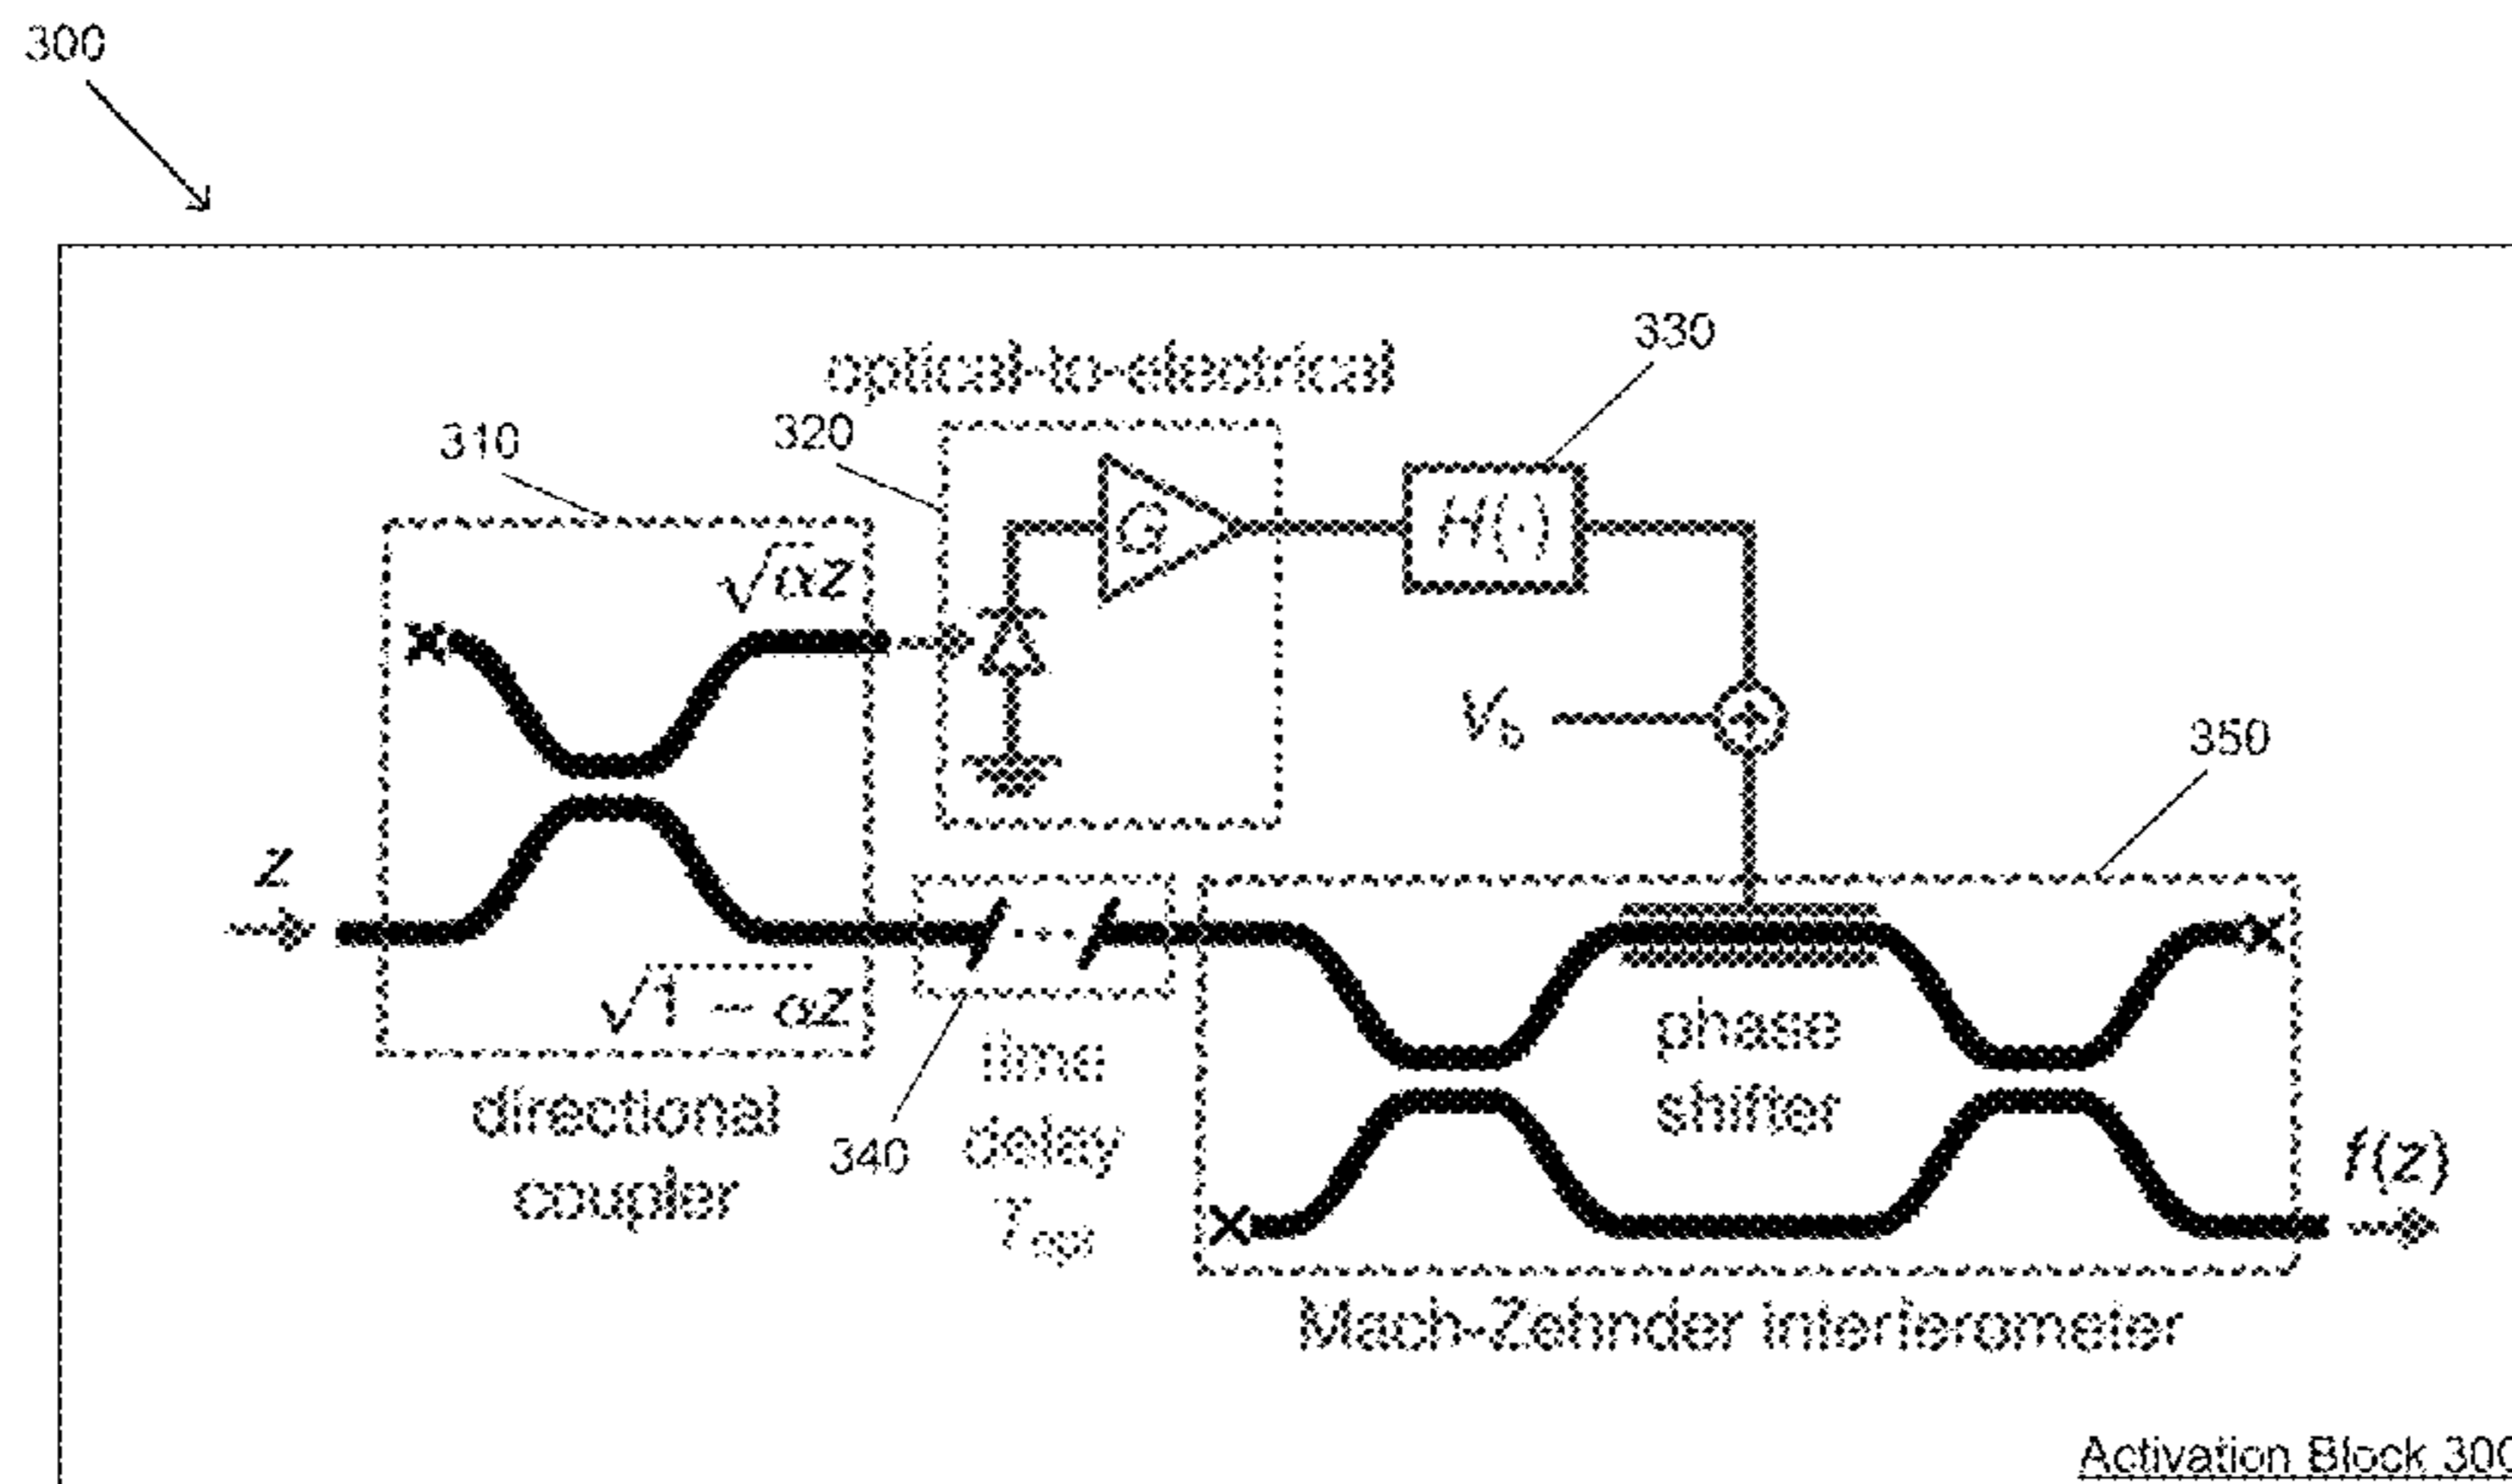 300
optical-to-electrical
330
310
320
G
H(·)
√αz
V_b
350
z
√1 − αz
phase
shifter
time
delay
directional
coupler
340
f(z)
Mach-Zehnder interferometer
Activation Block 300